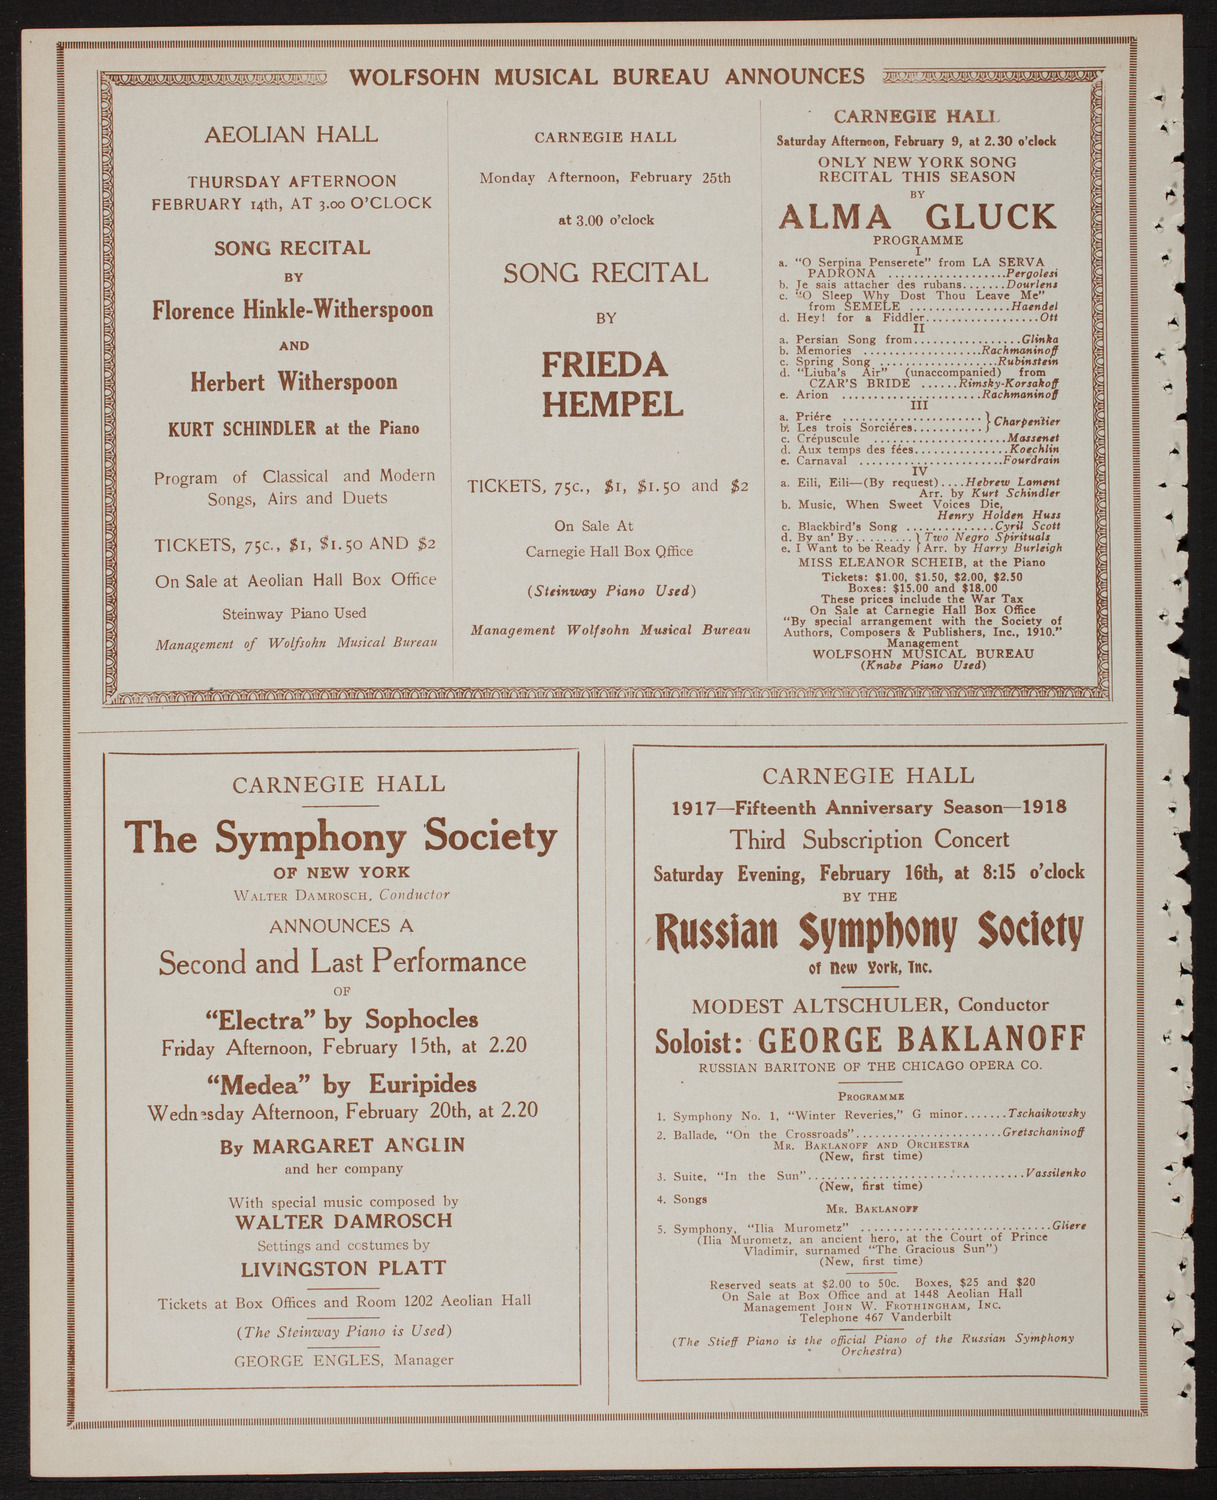 WOLFSOHN MUSICAL BUREAU ANNOUNCES
AEOLIAN HALL
THURSDAY AFTERNOON
FEBRUARY 14th, AT 3.00 O'CLOCK
SONG RECITAL
BY
Florence Hinkle-Witherspoon
AND
Herbert Witherspoon
KURT SCHINDLER at the Piano
Program of Classical and Modern
Songs, Airs and Duets
TICKETS, 75c., $1, $1.50 AND $2
On Sale at Aeolian Hall Box Office
Steinway Piano Used
Management of Wolfsohn Musical Bureau
CARNEGIE HALL
Monday Afternoon, February 25th
at 3.00 o'clock
SONG RECITAL
BY
FRIEDA
HEMPEL
TICKETS, 75c., $1, $1.50 and $2
On Sale At
Carnegie Hall Box Office
(Steinway Piano Used)
Management Wolfsohn Musical Bureau
CARNEGIE HALL
Saturday Afternoon, February 9, at 2.30 o'clock
ONLY NEW YORK SONG
RECITAL THIS SEASON
BY
ALMA GLUCK
PROGRAMME
I
a. "O Serpina Penserete" from LA SERVA
PADRONA ..................Pergolesi
b. Je sais attacher des rubans.......Dourlens
c. "O Sleep Why Dost Thou Leave Me"
from SEMELE ................Haendel
d. Hey! for a Fiddler.................Ott
II
a. Persian Song from................Glinka
b. Memories ..................Rachmaninoff
c. Spring Song ..................Rubinstein
d. "Liuba's Air" (unaccompanied) from
CZAR'S BRIDE ......Rimsky-Korsakoff
e. Arion ......................Rachmaninoff
III
a. Priére ......................} Charpentier
b. Les trois Sorciéres...........
c. Crépuscule ....................Massenet
d. Aux temps des fées..............Koechlin
e. Carnaval ......................Fourdrain
IV
a. Eili, Eili—(By request)....Hebrew Lament
Arr. by Kurt Schindler
b. Music, When Sweet Voices Die,
Henry Holden Huss
c. Blackbird's Song .............Cyril Scott
d. By an' By.........} Two Negro Spirituals
e. I Want to be Ready } Arr. by Harry Burleigh
MISS ELEANOR SCHEIB, at the Piano
Tickets: $1.00, $1.50, $2.00, $2.50
Boxes: $15.00 and $18.00
These prices include the War Tax
On Sale at Carnegie Hall Box Office
"By special arrangement with the Society of
Authors, Composers & Publishers, Inc., 1910."
Management
WOLFSOHN MUSICAL BUREAU
(Knabe Piano Used)
CARNEGIE HALL
The Symphony Society
OF NEW YORK
WALTER DAMROSCH, Conductor
ANNOUNCES A
Second and Last Performance
OF
"Electra" by Sophocles
Friday Afternoon, February 15th, at 2.20
"Medea" by Euripides
Wednesday Afternoon, February 20th, at 2.20
By MARGARET ANGLIN
and her company
With special music composed by
WALTER DAMROSCH
Settings and costumes by
LIVINGSTON PLATT
Tickets at Box Offices and Room 1202 Aeolian Hall
(The Steinway Piano is Used)
GEORGE ENGLES, Manager
CARNEGIE HALL
1917—Fifteenth Anniversary Season—1918
Third Subscription Concert
Saturday Evening, February 16th, at 8:15 o'clock
BY THE
Russian Symphony Society
of New York, Inc.
MODEST ALTSCHULER, Conductor
Soloist: GEORGE BAKLANOFF
RUSSIAN BARITONE OF THE CHICAGO OPERA CO.
PROGRAMME
1. Symphony No. 1, "Winter Reveries," G minor.......Tschaikowsky
2. Ballade, "On the Crossroads".......................Gretschaninoff
MR. BAKLANOFF AND ORCHESTRA
(New, first time)
3. Suite, "In the Sun"..................................Vassilenko
(New, first time)
4. Songs
MR. BAKLANOFF
5. Symphony, "Ilia Murometz" .............................Gliere
(Ilia Murometz, an ancient hero, at the Court of Prince
Vladimir, surnamed "The Gracious Sun")
(New, first time)
Reserved seats at $2.00 to 50c. Boxes, $25 and $20
On Sale at Box Office and at 1448 Aeolian Hall
Management JOHN W. FROTHINGHAM, INC.
Telephone 467 Vanderbilt
(The Stieff Piano is the official Piano of the Russian Symphony
Orchestra)